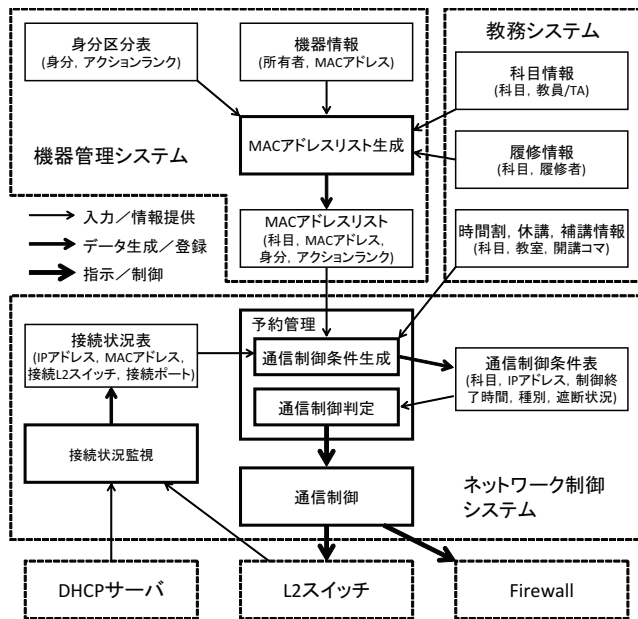 教務システム
身分区分表
(身分, アクションランク)
機器情報
(所有者, MACアドレス)
科目情報
(科目, 教員/TA)
機器管理システム
MACアドレスリスト生成
履修情報
(科目, 履修者)
入力／情報提供
データ生成／登録
指示／制御
MACアドレスリスト
(科目, MACアドレス,
身分, アクションランク)
時間割, 休講, 補講情報
(科目, 教室, 開講コマ)
接続状況表
(IPアドレス, MACアドレス,
接続L2スイッチ, 接続ポート)
予約管理
通信制御条件生成
通信制御判定
通信制御条件表
(科目, IPアドレス, 制御終
了時間, 種別, 遮断状況)
接続状況監視
通信制御
ネットワーク制御
システム
DHCPサーバ
L2スイッチ
Firewall